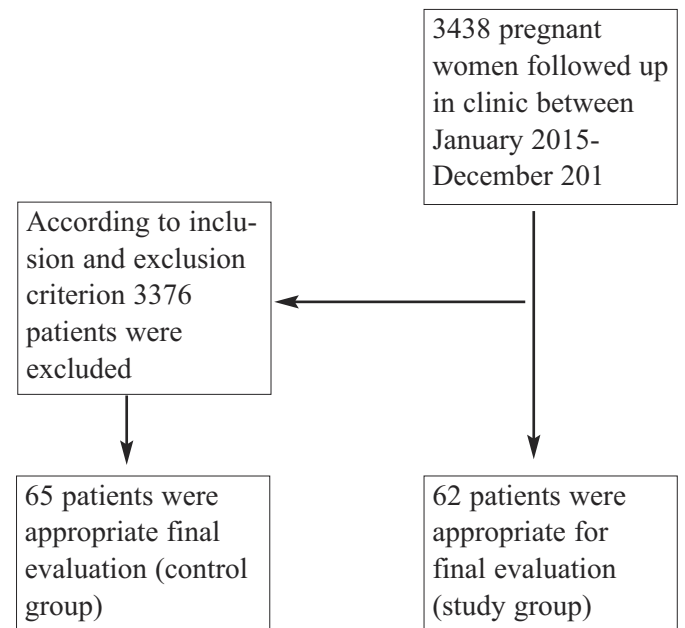 3438 pregnant
women followed up
in clinic between
January 2015-
December 201
According to inclu-
sion and exclusion
criterion 3376
patients were
excluded
65 patients were
appropriate final
evaluation (control
group)
62 patients were
appropriate for
final evaluation
(study group)